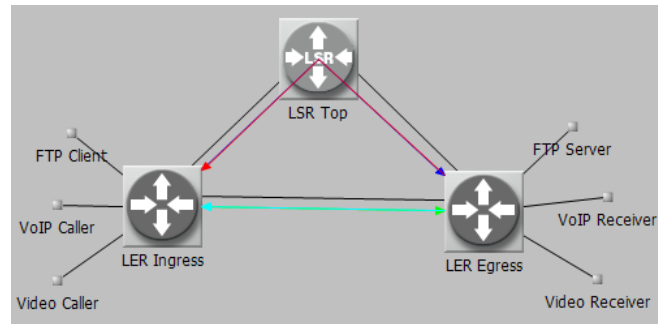 LSR
LSR Top
FTP Client
FTP Server
VoIP Caller
VoIP Receiver
LER Ingress
LER Egress
Video Caller
Video Receiver